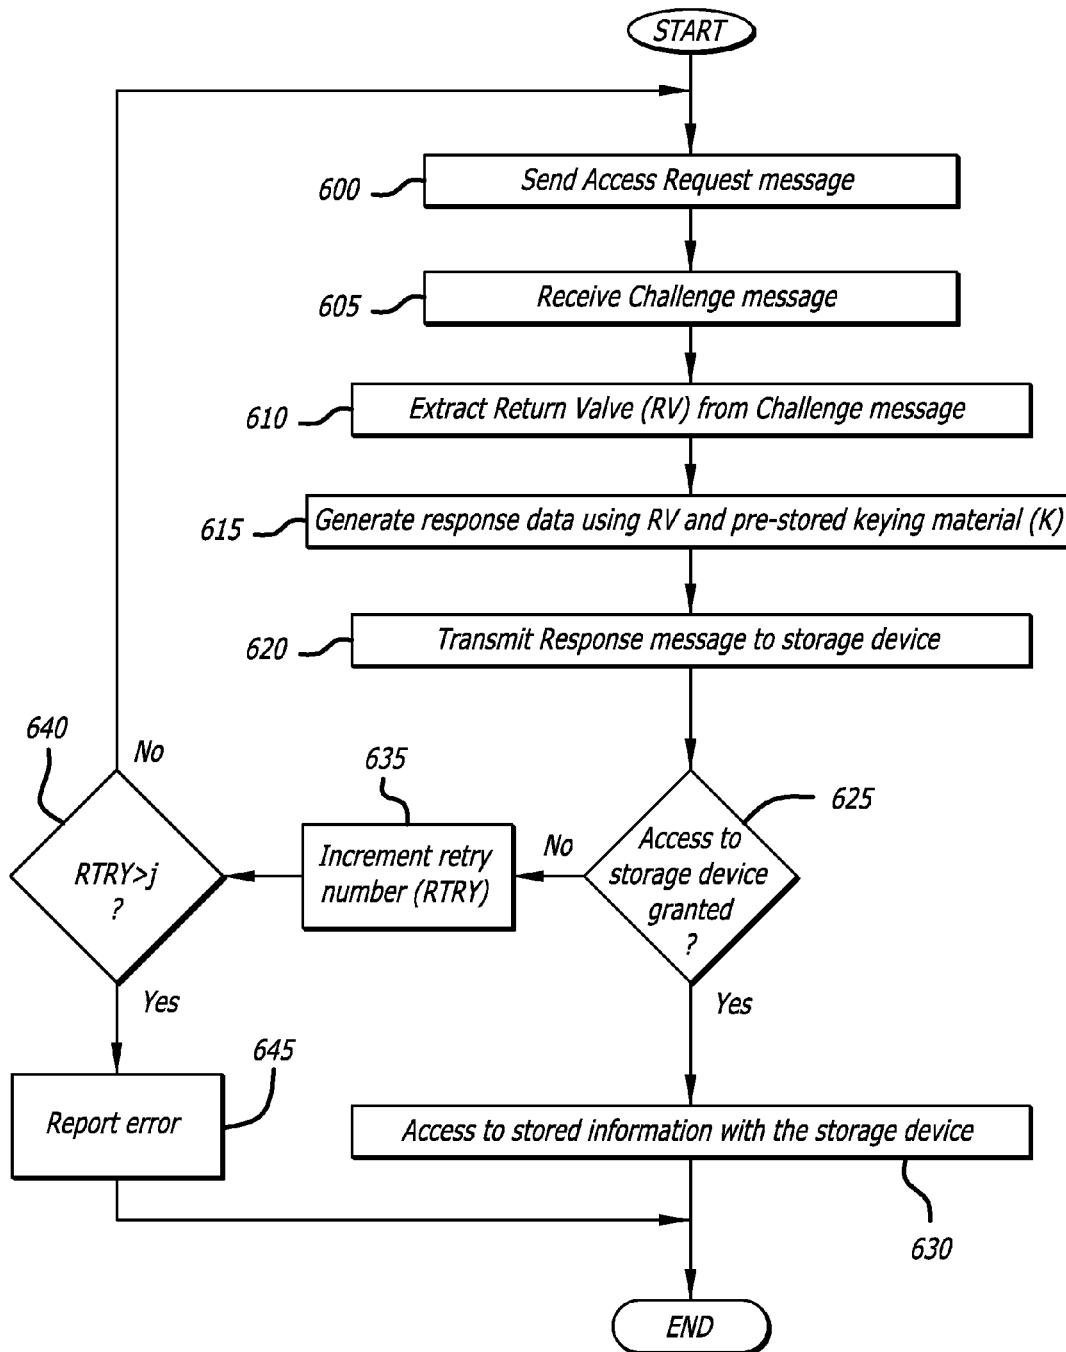 START
Send Access Request message
600
Receive Challenge message
605
Extract Return Valve (RV) from Challenge message
610
Generate response data using RV and pre-stored keying material (K)
615
Transmit Response message to storage device
620
640
No
635
625
RTRY>j
?
Increment retry
number (RTRY)
No
Access to
storage device
granted
?
Yes
Yes
645
Report error
Access to stored information with the storage device
630
END